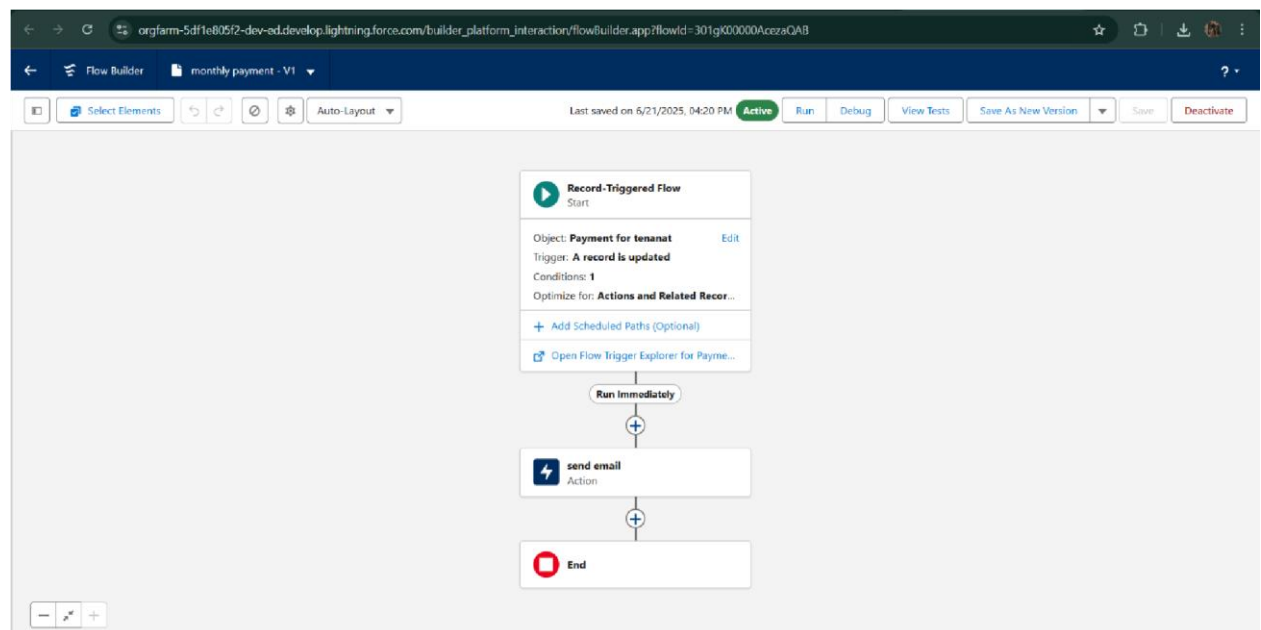 orgfarm-5df1e805f2-dev-ed.develop.lightning.force.com/builder_platform_interaction/flowBuilder.app?flowId=301gK00000AcezaQAB
Flow Builder monthly payment - V1 ?
Select Elements Auto-Layout Last saved on 6/21/2025, 04:20 PM Active Run Debug View Tests Save As New Version Save Deactivate
Record-Triggered Flow
Start
Object: Payment for tenanat Edit
Trigger: A record is updated
Conditions: 1
Optimize for: Actions and Related Recor...
+ Add Scheduled Paths (Optional)
Open Flow Trigger Explorer for Payme...
Run Immediately
send email
Action
End